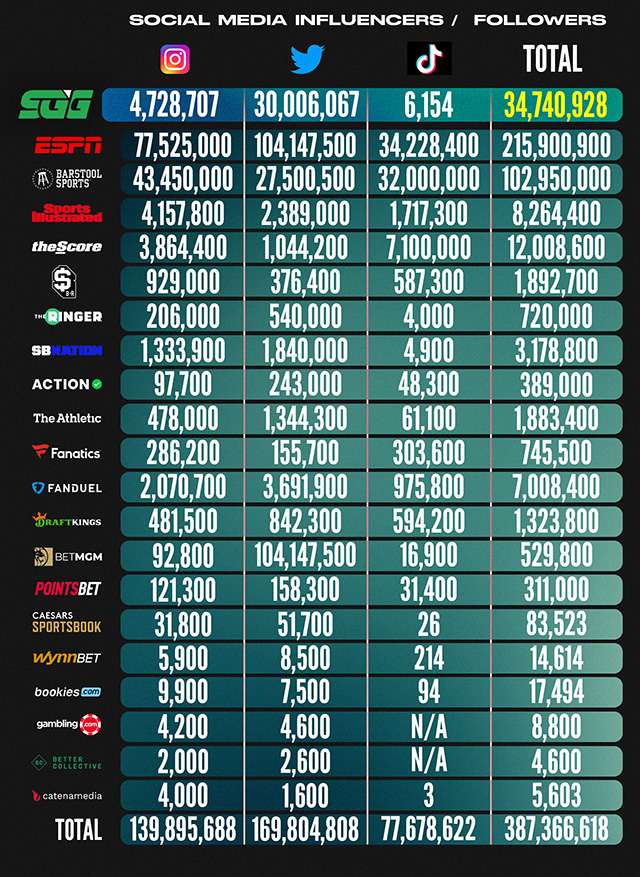 SOCIAL MEDIA INFLUENCERS / FOLLOWERS
TOTAL
SGG 4,728,707 30,006,067 6,154 34,740,928
ESPN 77,525,000 104,147,500 34,228,400 215,900,900
BARSTOOL SPORTS 43,450,000 27,500,500 32,000,000 102,950,000
Sports Illustrated 4,157,800 2,389,000 1,717,300 8,264,400
theScore 3,864,400 1,044,200 7,100,000 12,008,600
S B/R 929,000 376,400 587,300 1,892,700
THE RINGER 206,000 540,000 4,000 720,000
SBNATION 1,333,900 1,840,000 4,900 3,178,800
ACTION 97,700 243,000 48,300 389,000
The Athletic 478,000 1,344,300 61,100 1,883,400
Fanatics 286,200 155,700 303,600 745,500
FANDUEL 2,070,700 3,691,900 975,800 7,008,400
DRAFTKINGS 481,500 842,300 594,200 1,323,800
BETMGM 92,800 104,147,500 16,900 529,800
POINTSBET 121,300 158,300 31,400 311,000
CAESARS SPORTSBOOK 31,800 51,700 26 83,523
WYNNBET 5,900 8,500 214 14,614
bookies.com 9,900 7,500 94 17,494
gambling.com 4,200 4,600 N/A 8,800
BC BETTER COLLECTIVE 2,000 2,600 N/A 4,600
catenamedia 4,000 1,600 3 5,603
TOTAL 139,895,688 169,804,808 77,678,622 387,366,618